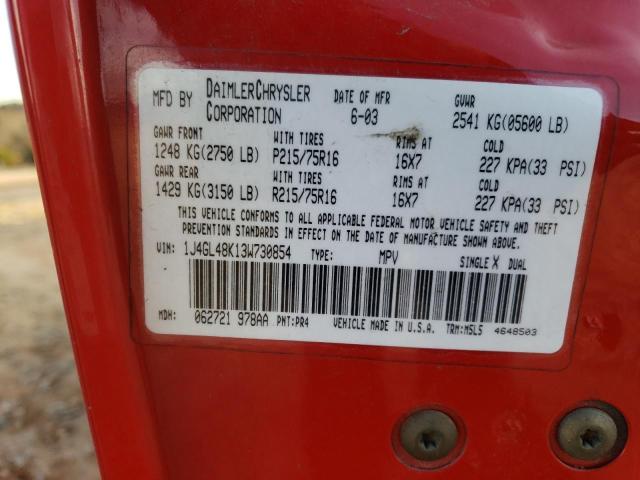 MFD BY DAIMLERCHRYSLER CORPORATION DATE OF MFR 6-03 GVWR 2541 KG(05600 LB)
GAWR FRONT WITH TIRES RIMS AT COLD
1248 KG(2750 LB) P215/75R16 16X7 227 KPA(33 PSI)
GAWR REAR WITH TIRES RIMS AT COLD
1429 KG(3150 LB) R215/75R16 16X7 227 KPA(33 PSI)
THIS VEHICLE CONFORMS TO ALL APPLICABLE FEDERAL MOTOR VEHICLE SAFETY AND THEFT
PREVENTION STANDARDS IN EFFECT ON THE DATE OF MANUFACTURE SHOWN ABOVE.
VIN: 1J4GL48K13W730854 TYPE: MPV SINGLE X DUAL
MDH: 062721 978AA PNT:PR4 VEHICLE MADE IN U.S.A. TRM:M5L5 4648503